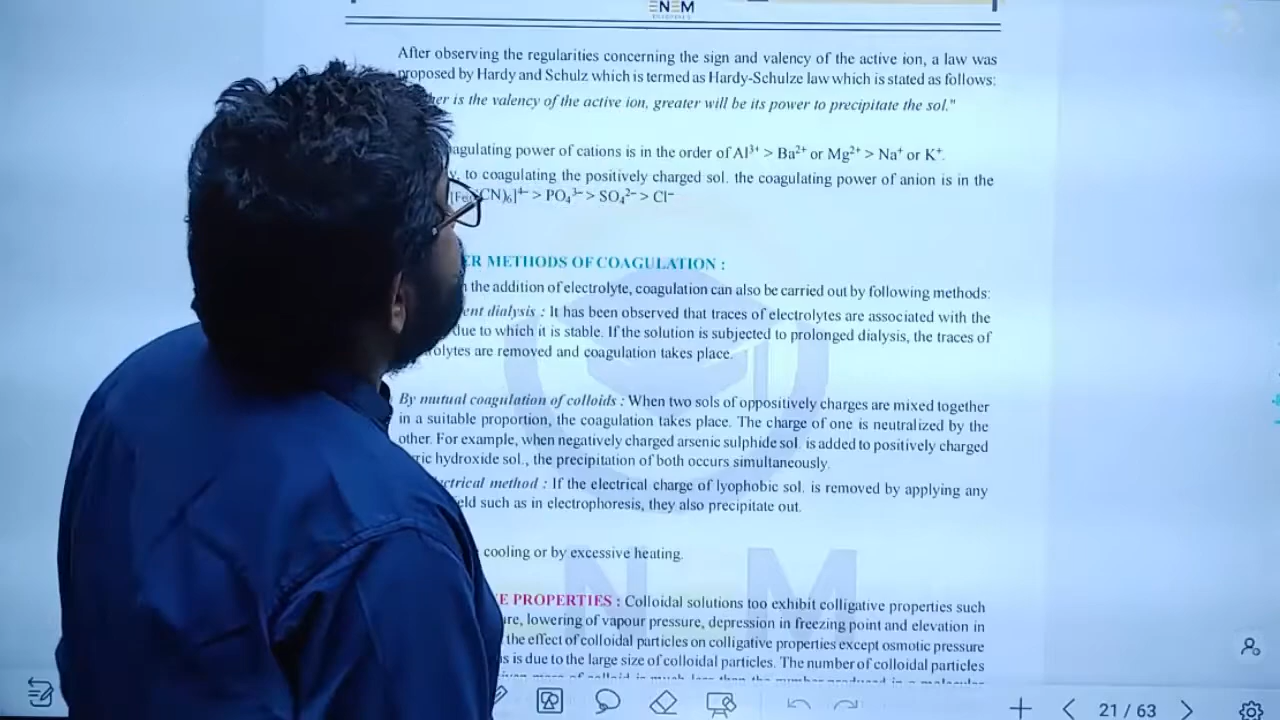 ENEM
After observing the regularities concerning the sign and valency of the active ion, a law was
proposed by Hardy and Schulz which is termed as Hardy-Schulze law which is stated as follows:
is the valency of the active ion, greater will be its power to precipitate the sol."
power of cations is in the order of Al³⁺ > Ba²⁺ or Mg²⁺ > Na⁺ or K⁺.
to coagulating the positively charged sol. the coagulating power of anion is in the
CN)₆]⁴⁻ > PO₄³⁻ > SO₄²⁻ > Cl⁻
METHODS OF COAGULATION :
the addition of electrolyte, coagulation can also be carried out by following methods:
dialysis : It has been observed that traces of electrolytes are associated with the
due to which it is stable. If the solution is subjected to prolonged dialysis, the traces of
are removed and coagulation takes place.
By mutual coagulation of colloids : When two sols of oppositively charges are mixed together
in a suitable proportion, the coagulation takes place. The charge of one is neutralized by the
other. For example, when negatively charged arsenic sulphide sol. is added to positively charged
hydroxide sol., the precipitation of both occurs simultaneously.
method : If the electrical charge of lyophobic sol. is removed by applying any
such as in electrophoresis, they also precipitate out.
cooling or by excessive heating.
PROPERTIES : Colloidal solutions too exhibit colligative properties such
lowering of vapour pressure, depression in freezing point and elevation in
the effect of colloidal particles on colligative properties except osmotic pressure
is due to the large size of colloidal particles. The number of colloidal particles
N M
21 / 63